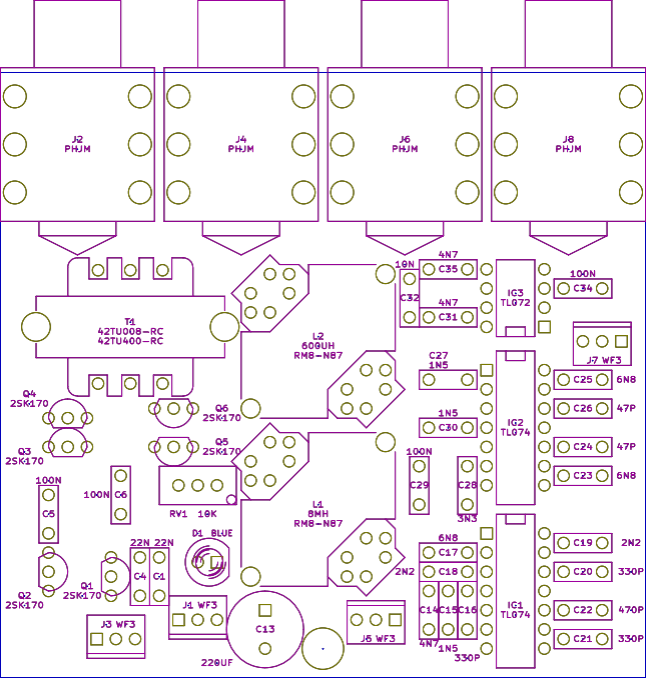 J2
PHJM
J4
PHJM
J6
PHJM
J8
PHJM
T1
42TU008-RC
42TU400-RC
L2
600UH
RM8-N87
10N
C32
4N7
C35
4N7
C31
IG3
TL072
100N
C34
J7 WF3
C27
1N5
1N5
C30
IG2
TL074
C25 6N8
C26 47P
C24 47P
C23 6N8
Q4
2SK170
Q3
2SK170
Q6
2SK170
Q5
2SK170
RV1 10K
100N
C5
100N C6
L1
8MH
RM8-N87
100N
C29
C28
3N3
D1 BLUE
22N 22N
C4 C1
Q2
2SK170
Q1
2SK170
J3 WF3
J1 WF3
C13
220UF
J5 WF3
6N8
C17
2N2 C18
C14 C15 C16
4N7 1N5 330P
IG1
TL074
C19 2N2
C20 330P
C22 470P
C21 330P